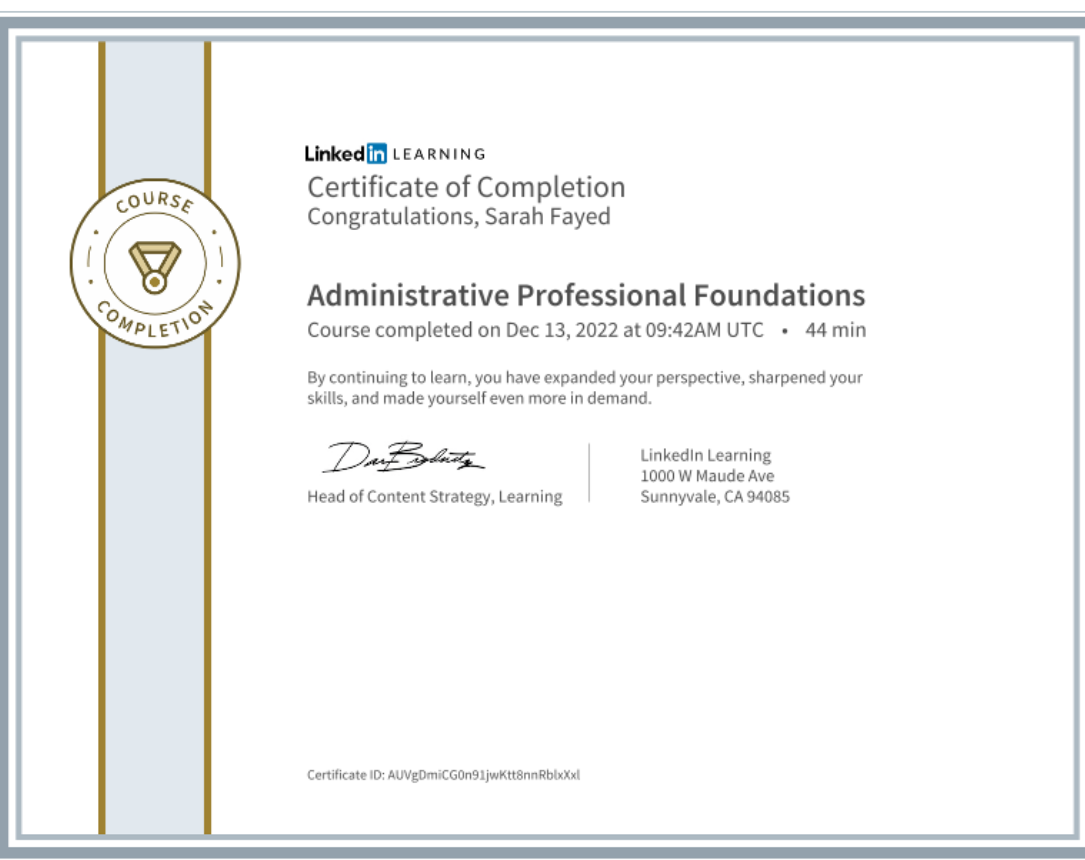 COURSE
COMPLETION
Linked in LEARNING
Certificate of Completion
Congratulations, Sarah Fayed
Administrative Professional Foundations
Course completed on Dec 13, 2022 at 09:42AM UTC • 44 min
By continuing to learn, you have expanded your perspective, sharpened your
skills, and made yourself even more in demand.
Head of Content Strategy, Learning
LinkedIn Learning
1000 W Maude Ave
Sunnyvale, CA 94085
Certificate ID: AUVgDmiCG0n91jwKtt8nnRblxXxl